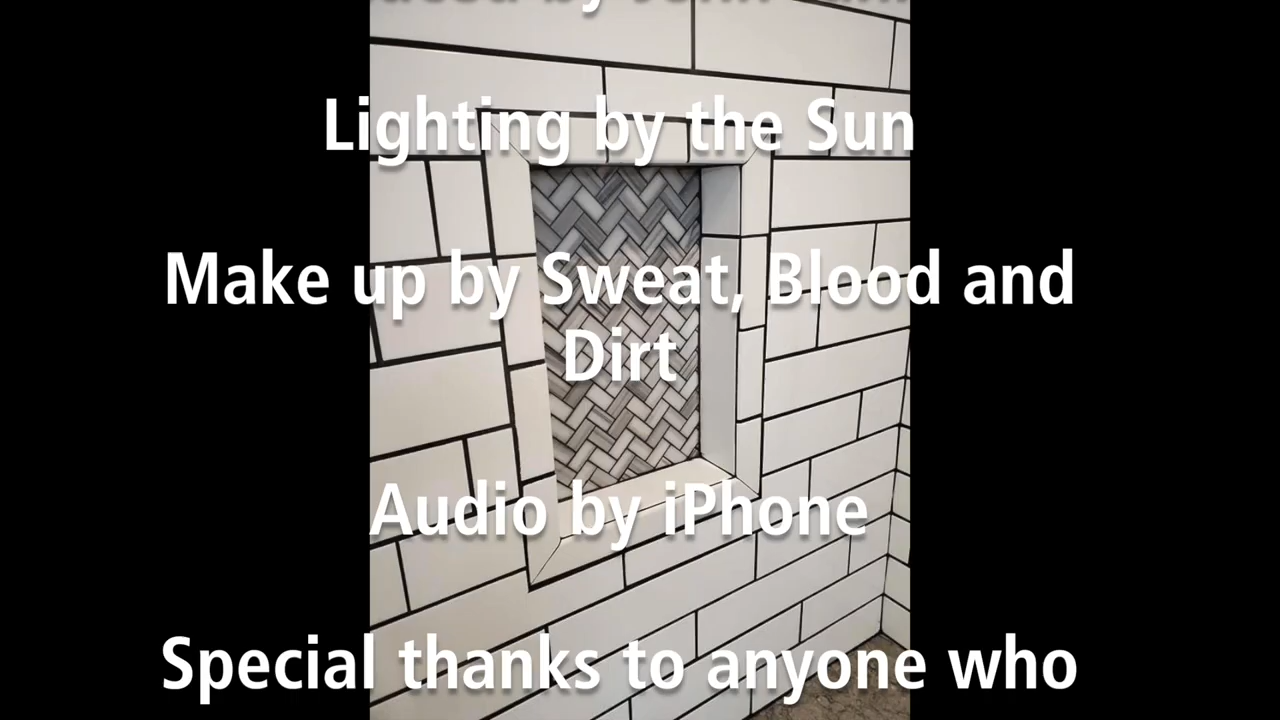 by
Lighting by the Sun
Make up by Sweat, Blood and
Dirt
Audio by iPhone
Special thanks to anyone who